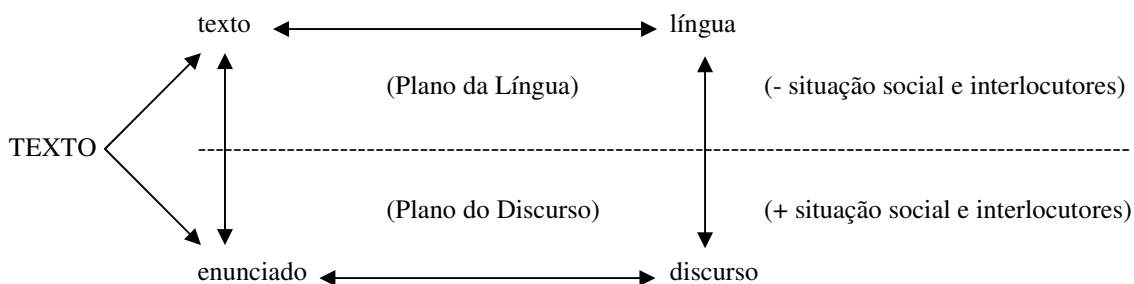 texto língua
(Plano da Língua) (- situação social e interlocutores)
TEXTO
(Plano do Discurso) (+ situação social e interlocutores)
enunciado discurso